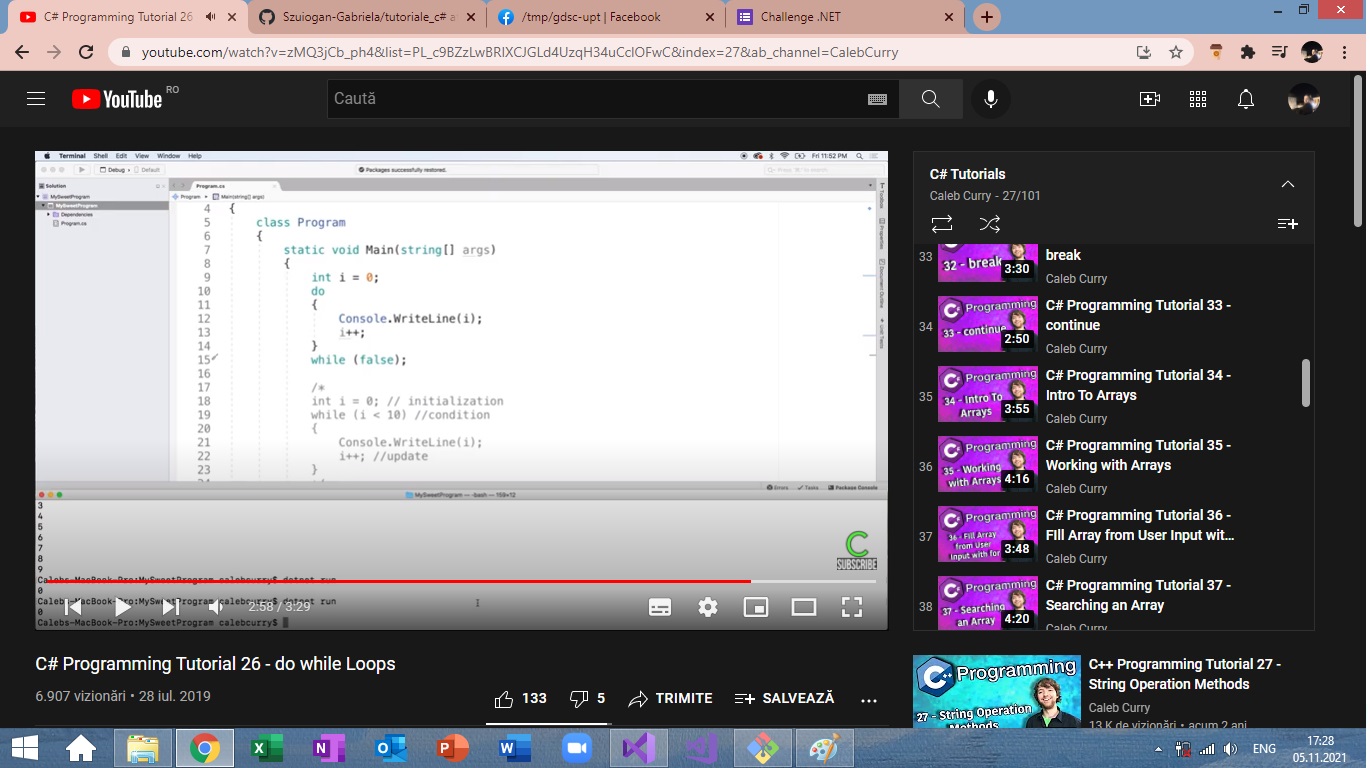 C# Programming Tutorial 26
Szuiogan-Gabriela/tutoriale_c# a
/tmp/gdsc-upt | Facebook
Challenge .NET
youtube.com/watch?v=zMQ3jCb_ph4&list=PL_c9BZzLwBRIXCJGLd4UzqH34uCclOFwC&index=27&ab_channel=CalebCurry
YouTube RO
Caută
Terminal Shell Edit View Window Help
Fri 11:52 PM
Debug Default
Packages successfully restored.
Solution
Program.cs
MySweetProgram
Program Main(string[] args)
MySweetProgram
Dependencies
Program.cs
4 {
5 class Program
6 {
7 static void Main(string[] args)
8 {
9 int i = 0;
10 do
11 {
12 Console.WriteLine(i);
13 i++;
14 }
15 while (false);
16
17 /*
18 int i = 0; // initialization
19 while (i < 10) //condition
20 {
21 Console.WriteLine(i);
22 i++; //update
23 }
Toolbox
Properties
Document Outline
Errors Tasks Package Console
MySweetProgram — -bash — 159×12
3
4
5
6
7
8
9
Calebs-MacBook-Pro:MySweetProgram calebcurry$ dotnet run
0
Calebs-MacBook-Pro:MySweetProgram calebcurry$ dotnet run
0
Calebs-MacBook-Pro:MySweetProgram calebcurry$
C
SUBSCRIBE
2:58 / 3:29
C# Programming Tutorial 26 - do while Loops
6.907 vizionări • 28 iul. 2019
133
5
TRIMITE
SALVEAZĂ
C# Tutorials
Caleb Curry - 27/101
33
32 - break
3:30
break
Caleb Curry
34
Programming
33 - continue
2:50
C# Programming Tutorial 33 -
continue
Caleb Curry
35
Programming
34 - Intro To
Arrays
3:55
C# Programming Tutorial 34 -
Intro To Arrays
Caleb Curry
36
Programming
35 - Working
with Arrays
4:16
C# Programming Tutorial 35 -
Working with Arrays
Caleb Curry
37
Programming
36 - Fill Array
from User
Input with for
3:48
C# Programming Tutorial 36 -
FIll Array from User Input wit...
Caleb Curry
38
Programming
37 - Searching
an Array
4:20
C# Programming Tutorial 37 -
Searching an Array
Caleb Curry
C++ Programming
27 - String Operation
Methods
C++ Programming Tutorial 27 -
String Operation Methods
Caleb Curry
13 K de vizionări • acum 2 ani
ENG
17:28
05.11.2021